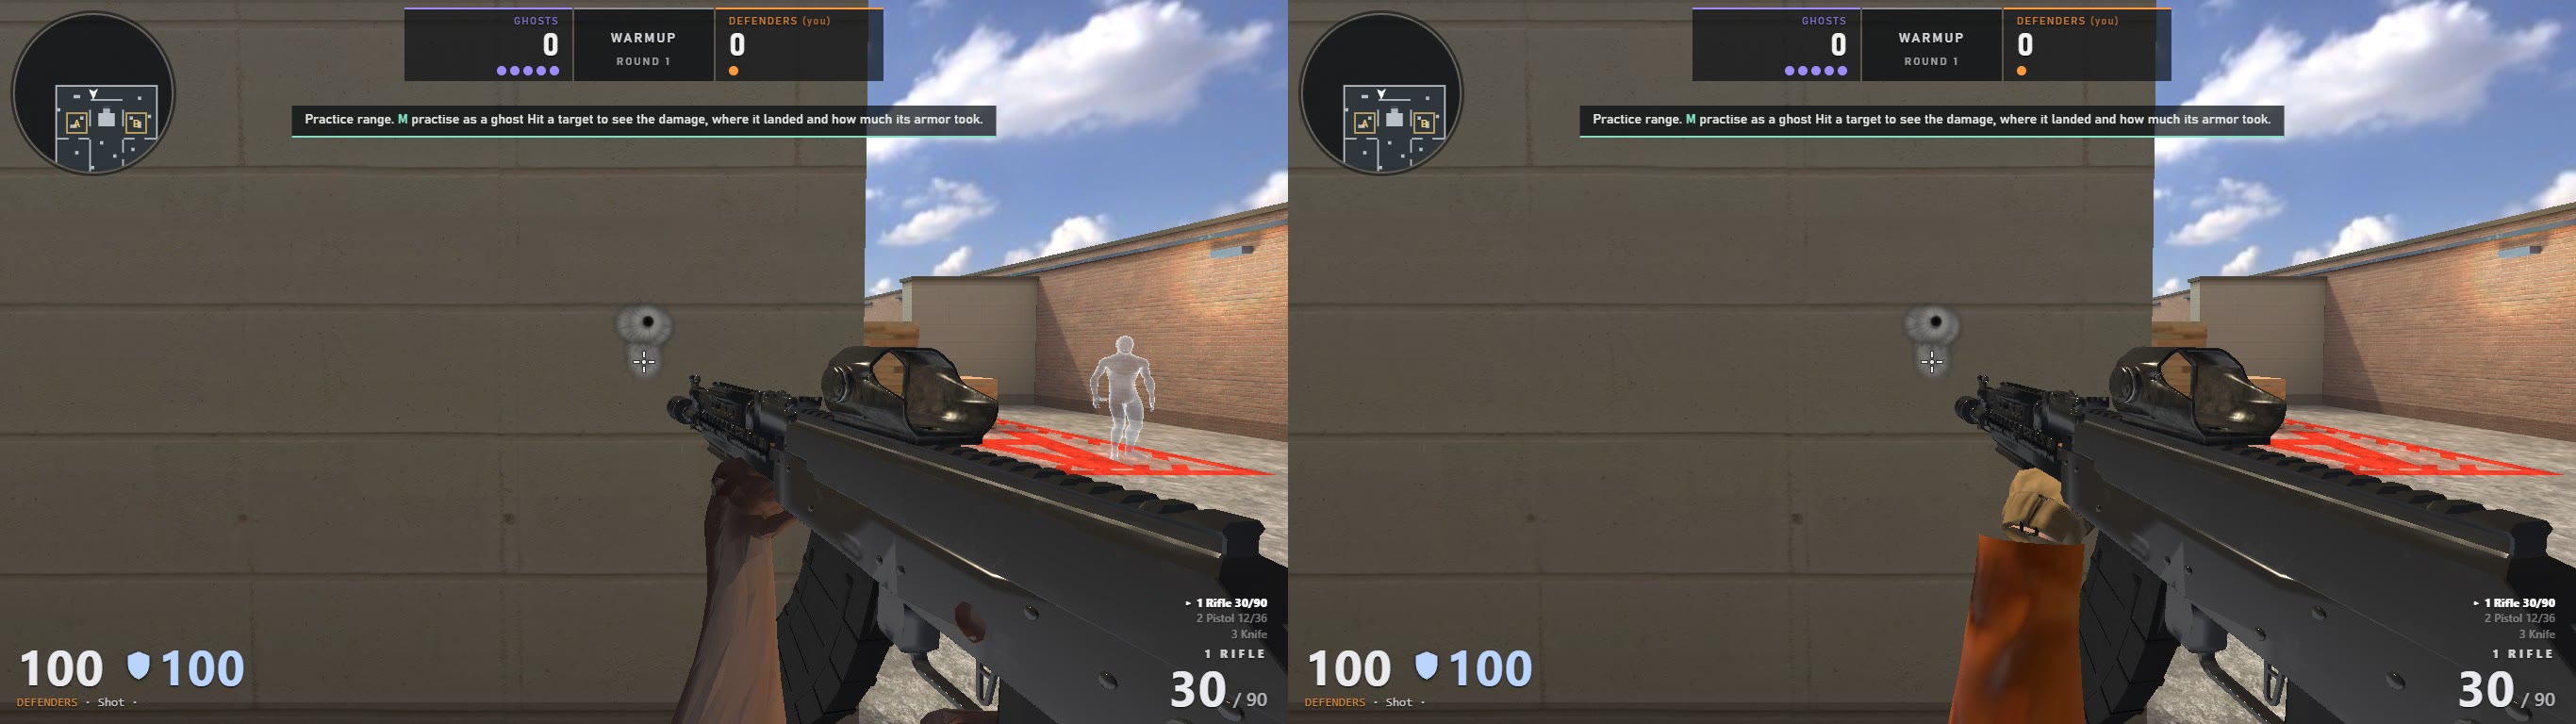 GHOSTS
0
WARMUP
ROUND 1
DEFENDERS (you)
0
Practice range. M practise as a ghost Hit a target to see the damage, where it landed and how much its armor took.
A
B
▸ 1 Rifle 30/90
2 Pistol 12/36
3 Knife
1 RIFLE
30 / 90
100 100
DEFENDERS · Shot ·
GHOSTS
0
WARMUP
ROUND 1
DEFENDERS (you)
0
Practice range. M practise as a ghost Hit a target to see the damage, where it landed and how much its armor took.
A
B
▸ 1 Rifle 30/90
2 Pistol 12/36
3 Knife
1 RIFLE
30 / 90
100 100
DEFENDERS · Shot ·